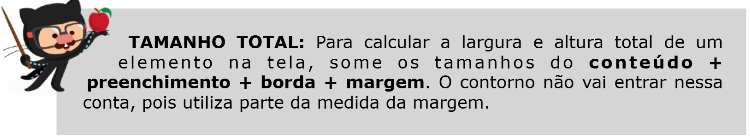 TAMANHO TOTAL: Para calcular a largura e altura total de um
elemento na tela, some os tamanhos do conteúdo +
preenchimento + borda + margem. O contorno não vai entrar nessa
conta, pois utiliza parte da medida da margem.